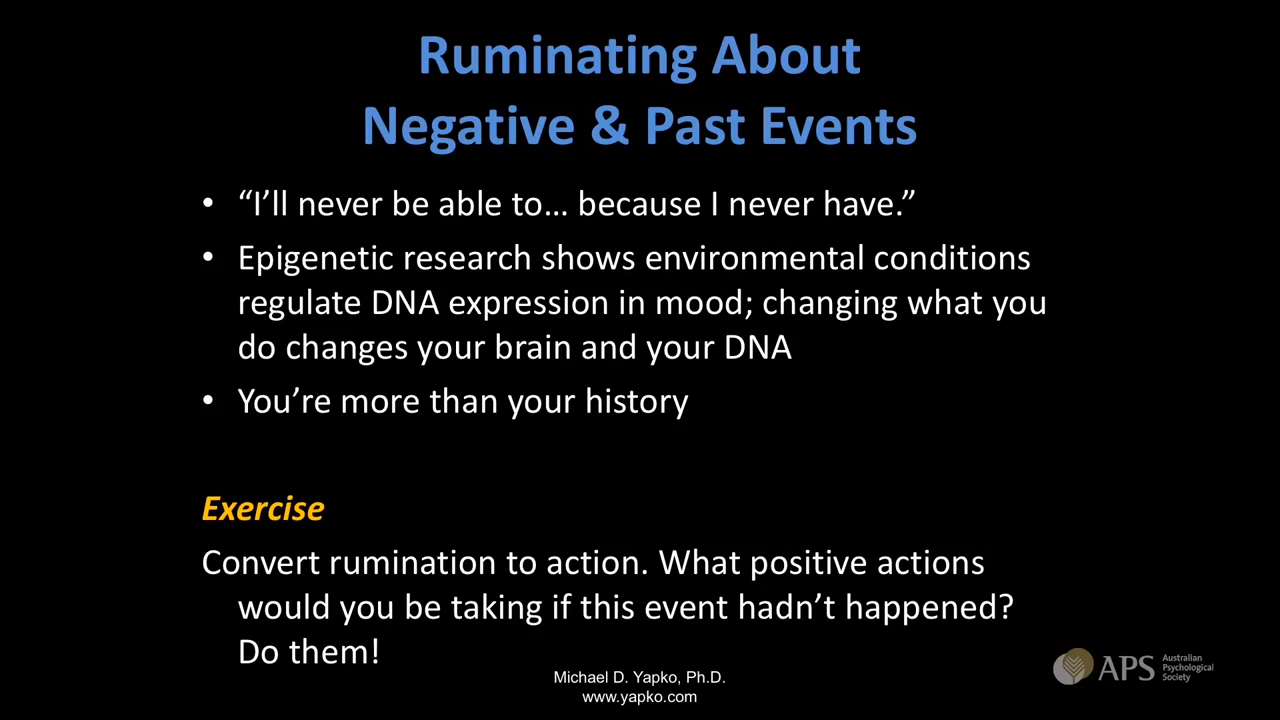 Ruminating About
Negative & Past Events
• “I’ll never be able to… because I never have.”
• Epigenetic research shows environmental conditions
regulate DNA expression in mood; changing what you
do changes your brain and your DNA
• You’re more than your history
Exercise
Convert rumination to action. What positive actions
would you be taking if this event hadn’t happened?
Do them!
Michael D. Yapko, Ph.D.
www.yapko.com
APS
Australian
Psychological
Society